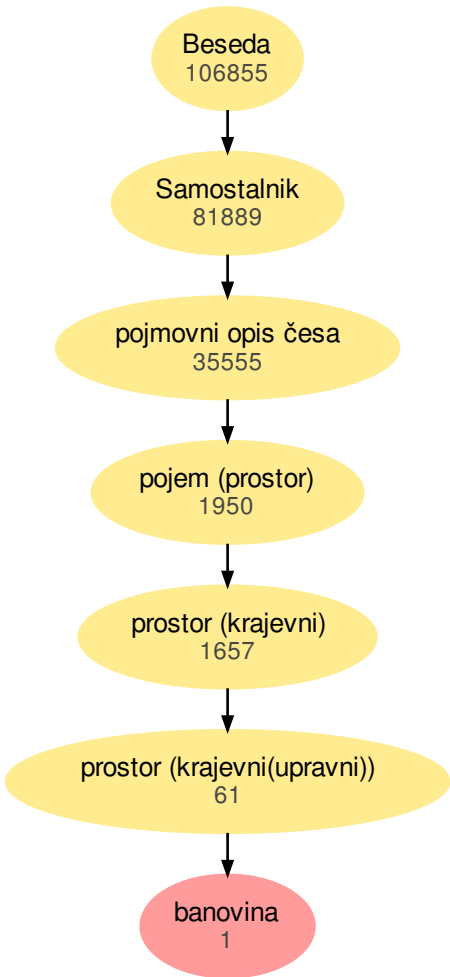 Beseda
106855
Samostalnik
81889
pojmovni opis česa
35555
pojem (prostor)
1950
prostor (krajevni)
1657
prostor (krajevni(upravni))
61
banovina
1